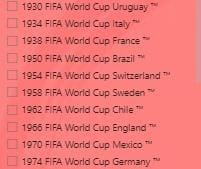 1930 FIFA World Cup Uruguay ™
1934 FIFA World Cup Italy ™
1938 FIFA World Cup France ™
1950 FIFA World Cup Brazil ™
1954 FIFA World Cup Switzerland ™
1958 FIFA World Cup Sweden ™
1962 FIFA World Cup Chile ™
1966 FIFA World Cup England ™
1970 FIFA World Cup Mexico ™
1974 FIFA World Cup Germany ™